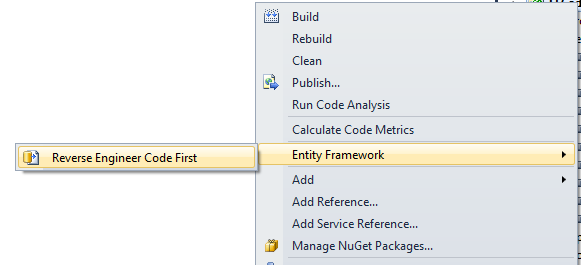 Build
Rebuild
Clean
Publish...
Run Code Analysis
Calculate Code Metrics
Reverse Engineer Code First
Entity Framework
Add
Add Reference...
Add Service Reference...
Manage NuGet Packages...